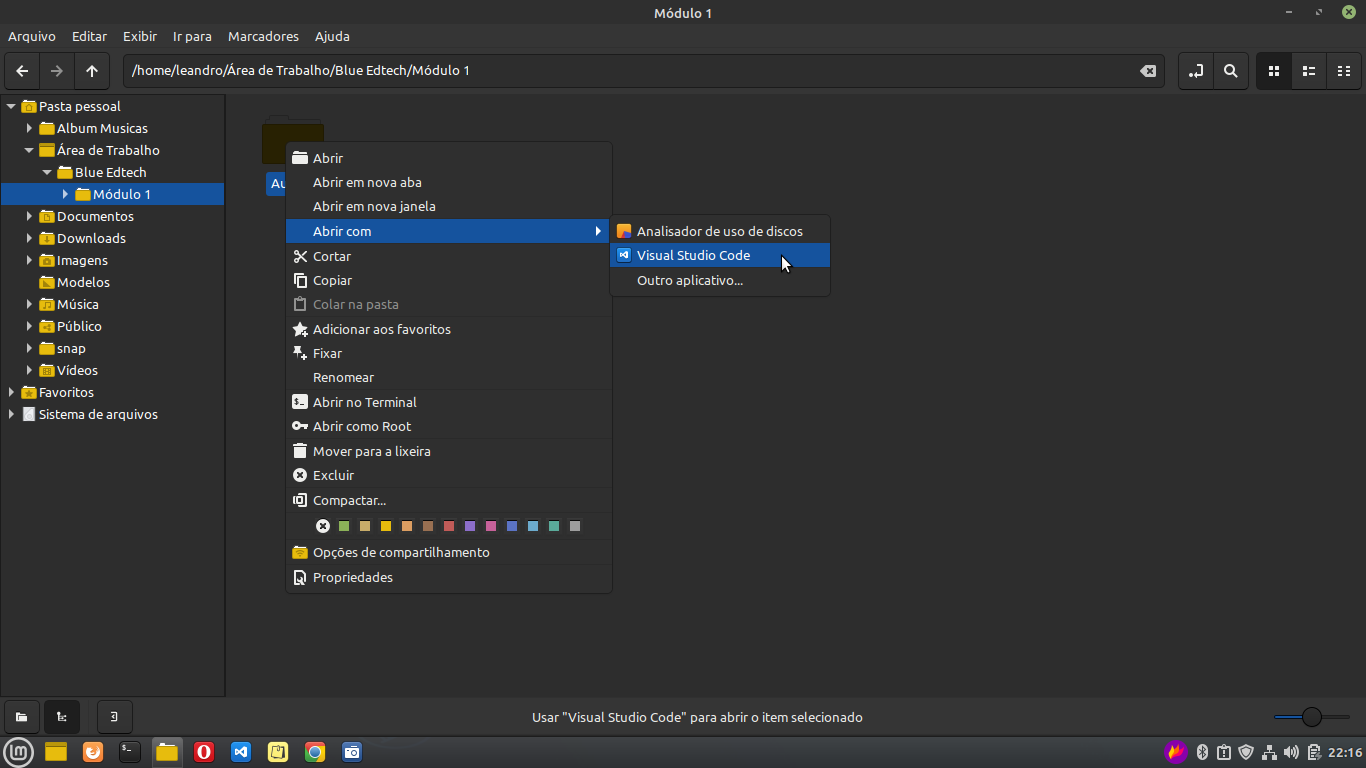 Módulo 1
Arquivo Editar Exibir Ir para Marcadores Ajuda
/home/leandro/Área de Trabalho/Blue Edtech/Módulo 1
Pasta pessoal
Album Musicas
Área de Trabalho
Blue Edtech
Módulo 1
Documentos
Downloads
Imagens
Modelos
Música
Público
snap
Vídeos
Favoritos
Sistema de arquivos
Au
Abrir
Abrir em nova aba
Abrir em nova janela
Abrir com
Cortar
Copiar
Colar na pasta
Adicionar aos favoritos
Fixar
Renomear
Abrir no Terminal
Abrir como Root
Mover para a lixeira
Excluir
Compactar...
Opções de compartilhamento
Propriedades
Analisador de uso de discos
Visual Studio Code
Outro aplicativo...
Usar "Visual Studio Code" para abrir o item selecionado
22:16